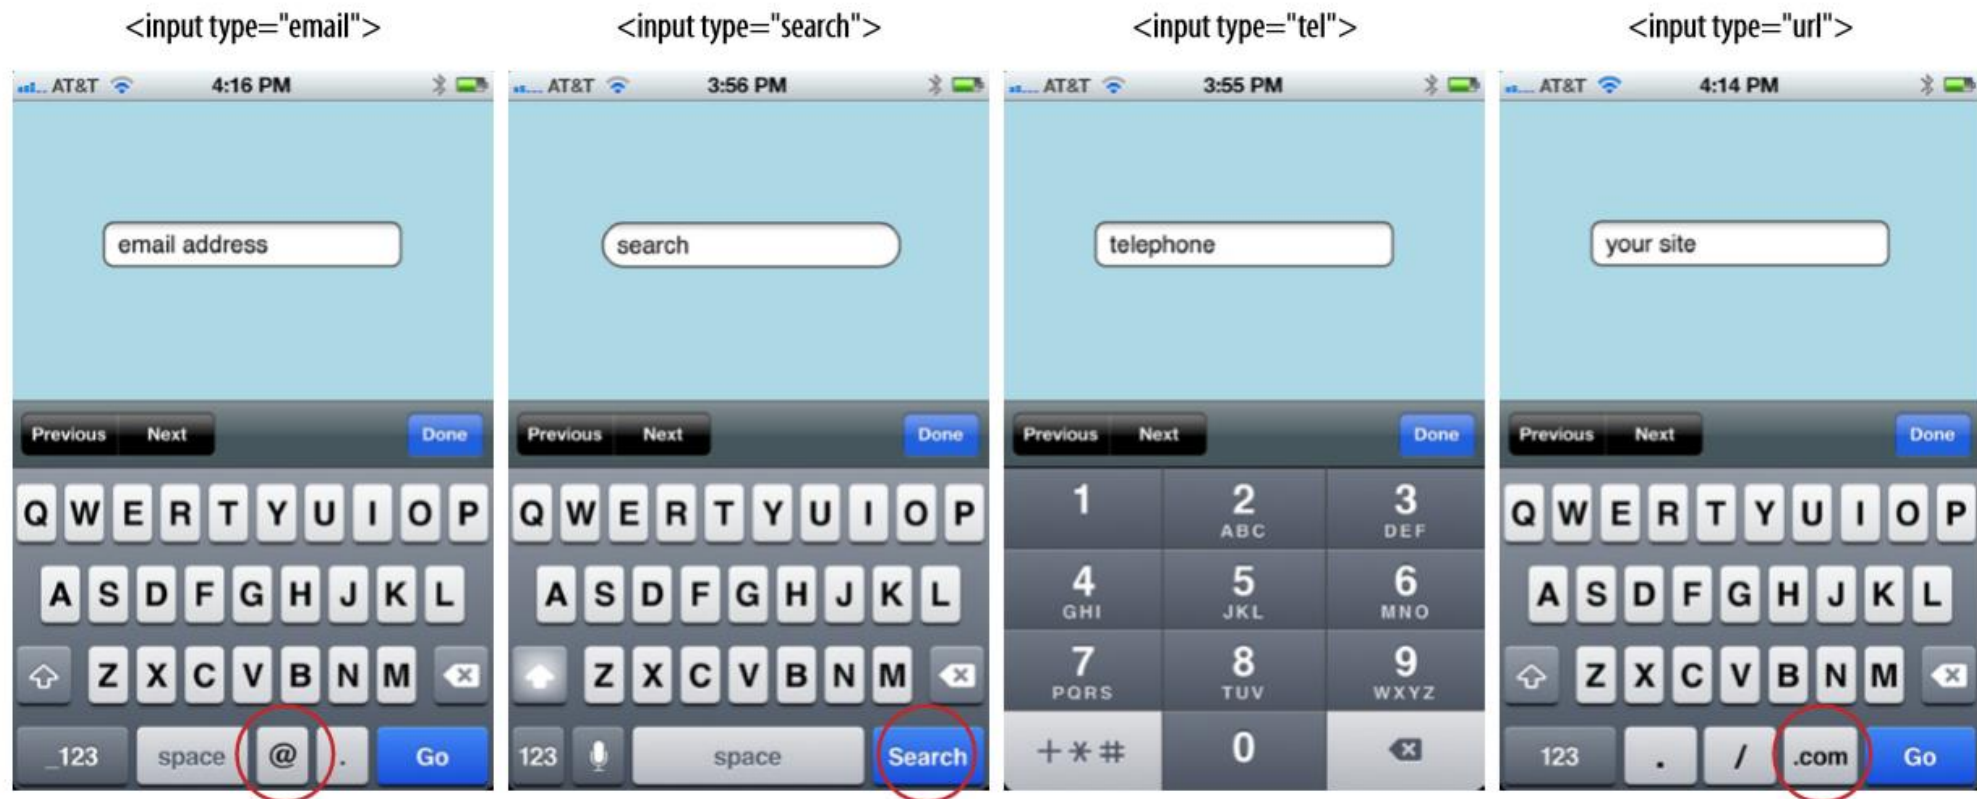 <input type="email">
AT&T 4:16 PM
email address
Previous Next Done
Q W E R T Y U I O P
A S D F G H J K L
Z X C V B N M
_123 space @ . Go
<input type="search">
AT&T 3:56 PM
search
Previous Next Done
Q W E R T Y U I O P
A S D F G H J K L
Z X C V B N M
123 space Search
<input type="tel">
AT&T 3:55 PM
telephone
Previous Next Done
1 2 3
ABC DEF
4 5 6
GHI JKL MNO
7 8 9
PQRS TUV WXYZ
+*# 0
<input type="url">
AT&T 4:14 PM
your site
Previous Next Done
Q W E R T Y U I O P
A S D F G H J K L
Z X C V B N M
123 . / .com Go